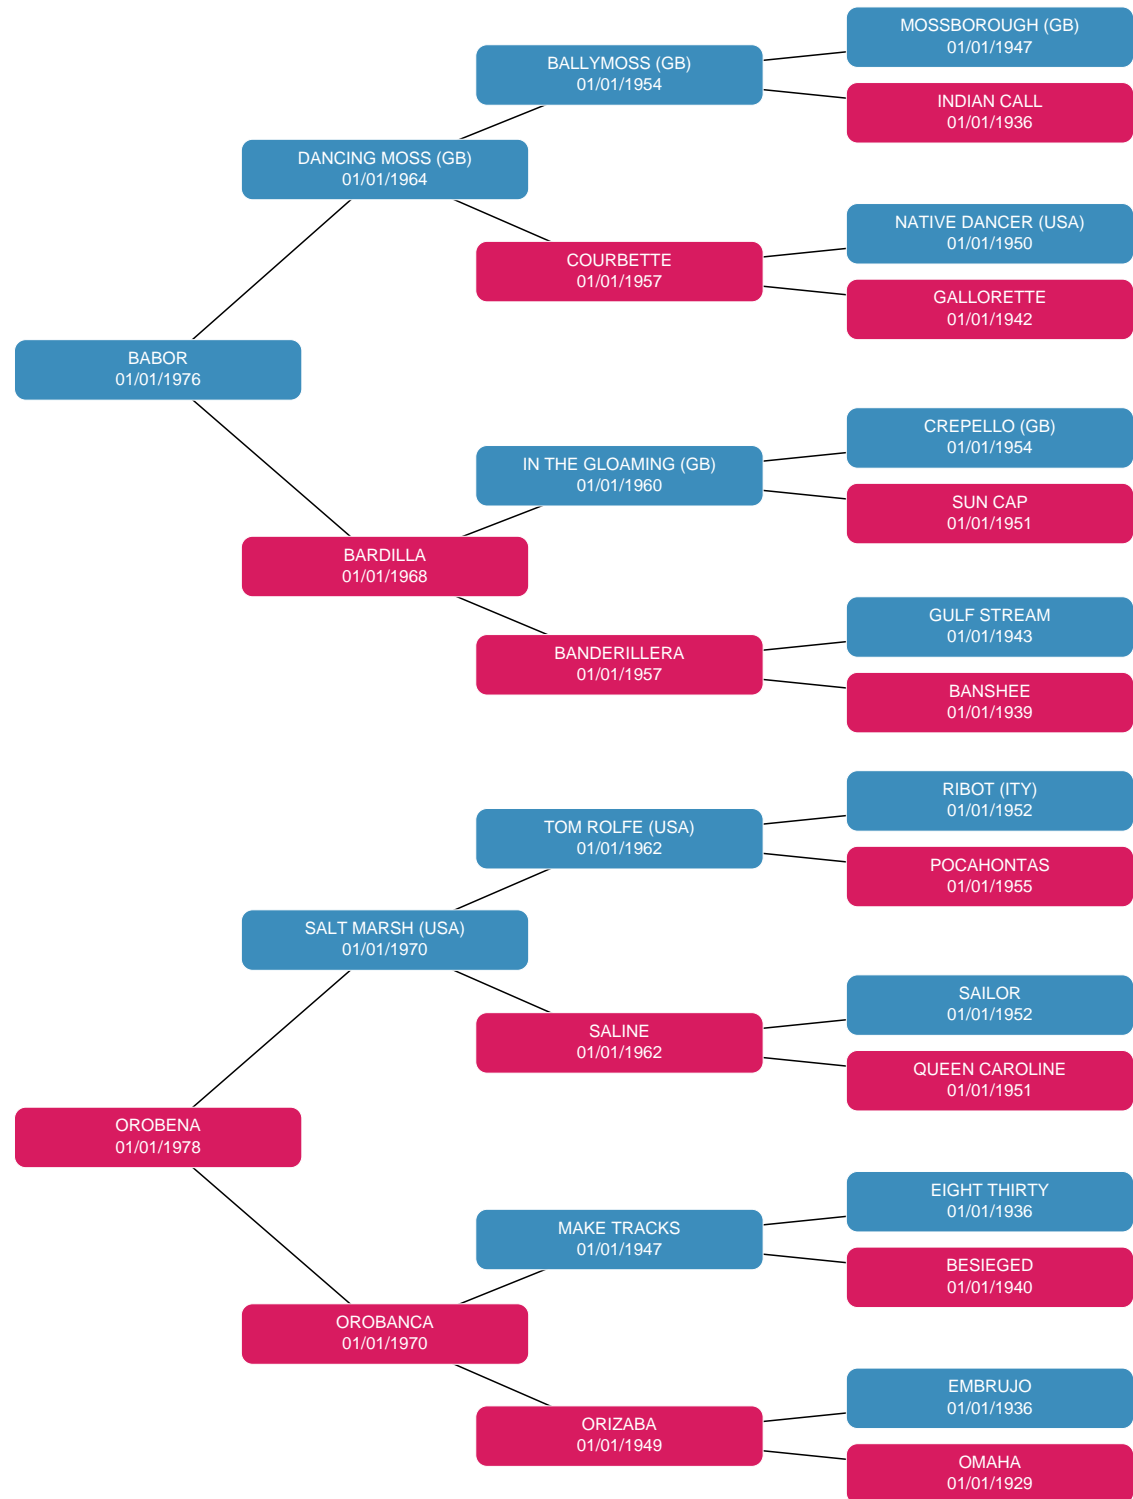 MOSSBOROUGH (GB)
01/01/1947
BALLYMOSS (GB)
01/01/1954
INDIAN CALL
01/01/1936
DANCING MOSS (GB)
01/01/1964
NATIVE DANCER (USA)
01/01/1950
COURBETTE
01/01/1957
GALLORETTE
01/01/1942
BABOR
01/01/1976
CREPELLO (GB)
01/01/1954
IN THE GLOAMING (GB)
01/01/1960
SUN CAP
01/01/1951
BARDILLA
01/01/1968
GULF STREAM
01/01/1943
BANDERILLERA
01/01/1957
BANSHEE
01/01/1939
RIBOT (ITY)
01/01/1952
TOM ROLFE (USA)
01/01/1962
POCAHONTAS
01/01/1955
SALT MARSH (USA)
01/01/1970
SAILOR
01/01/1952
SALINE
01/01/1962
QUEEN CAROLINE
01/01/1951
OROBENA
01/01/1978
EIGHT THIRTY
01/01/1936
MAKE TRACKS
01/01/1947
BESIEGED
01/01/1940
OROBANCA
01/01/1970
EMBRUJO
01/01/1936
ORIZABA
01/01/1949
OMAHA
01/01/1929